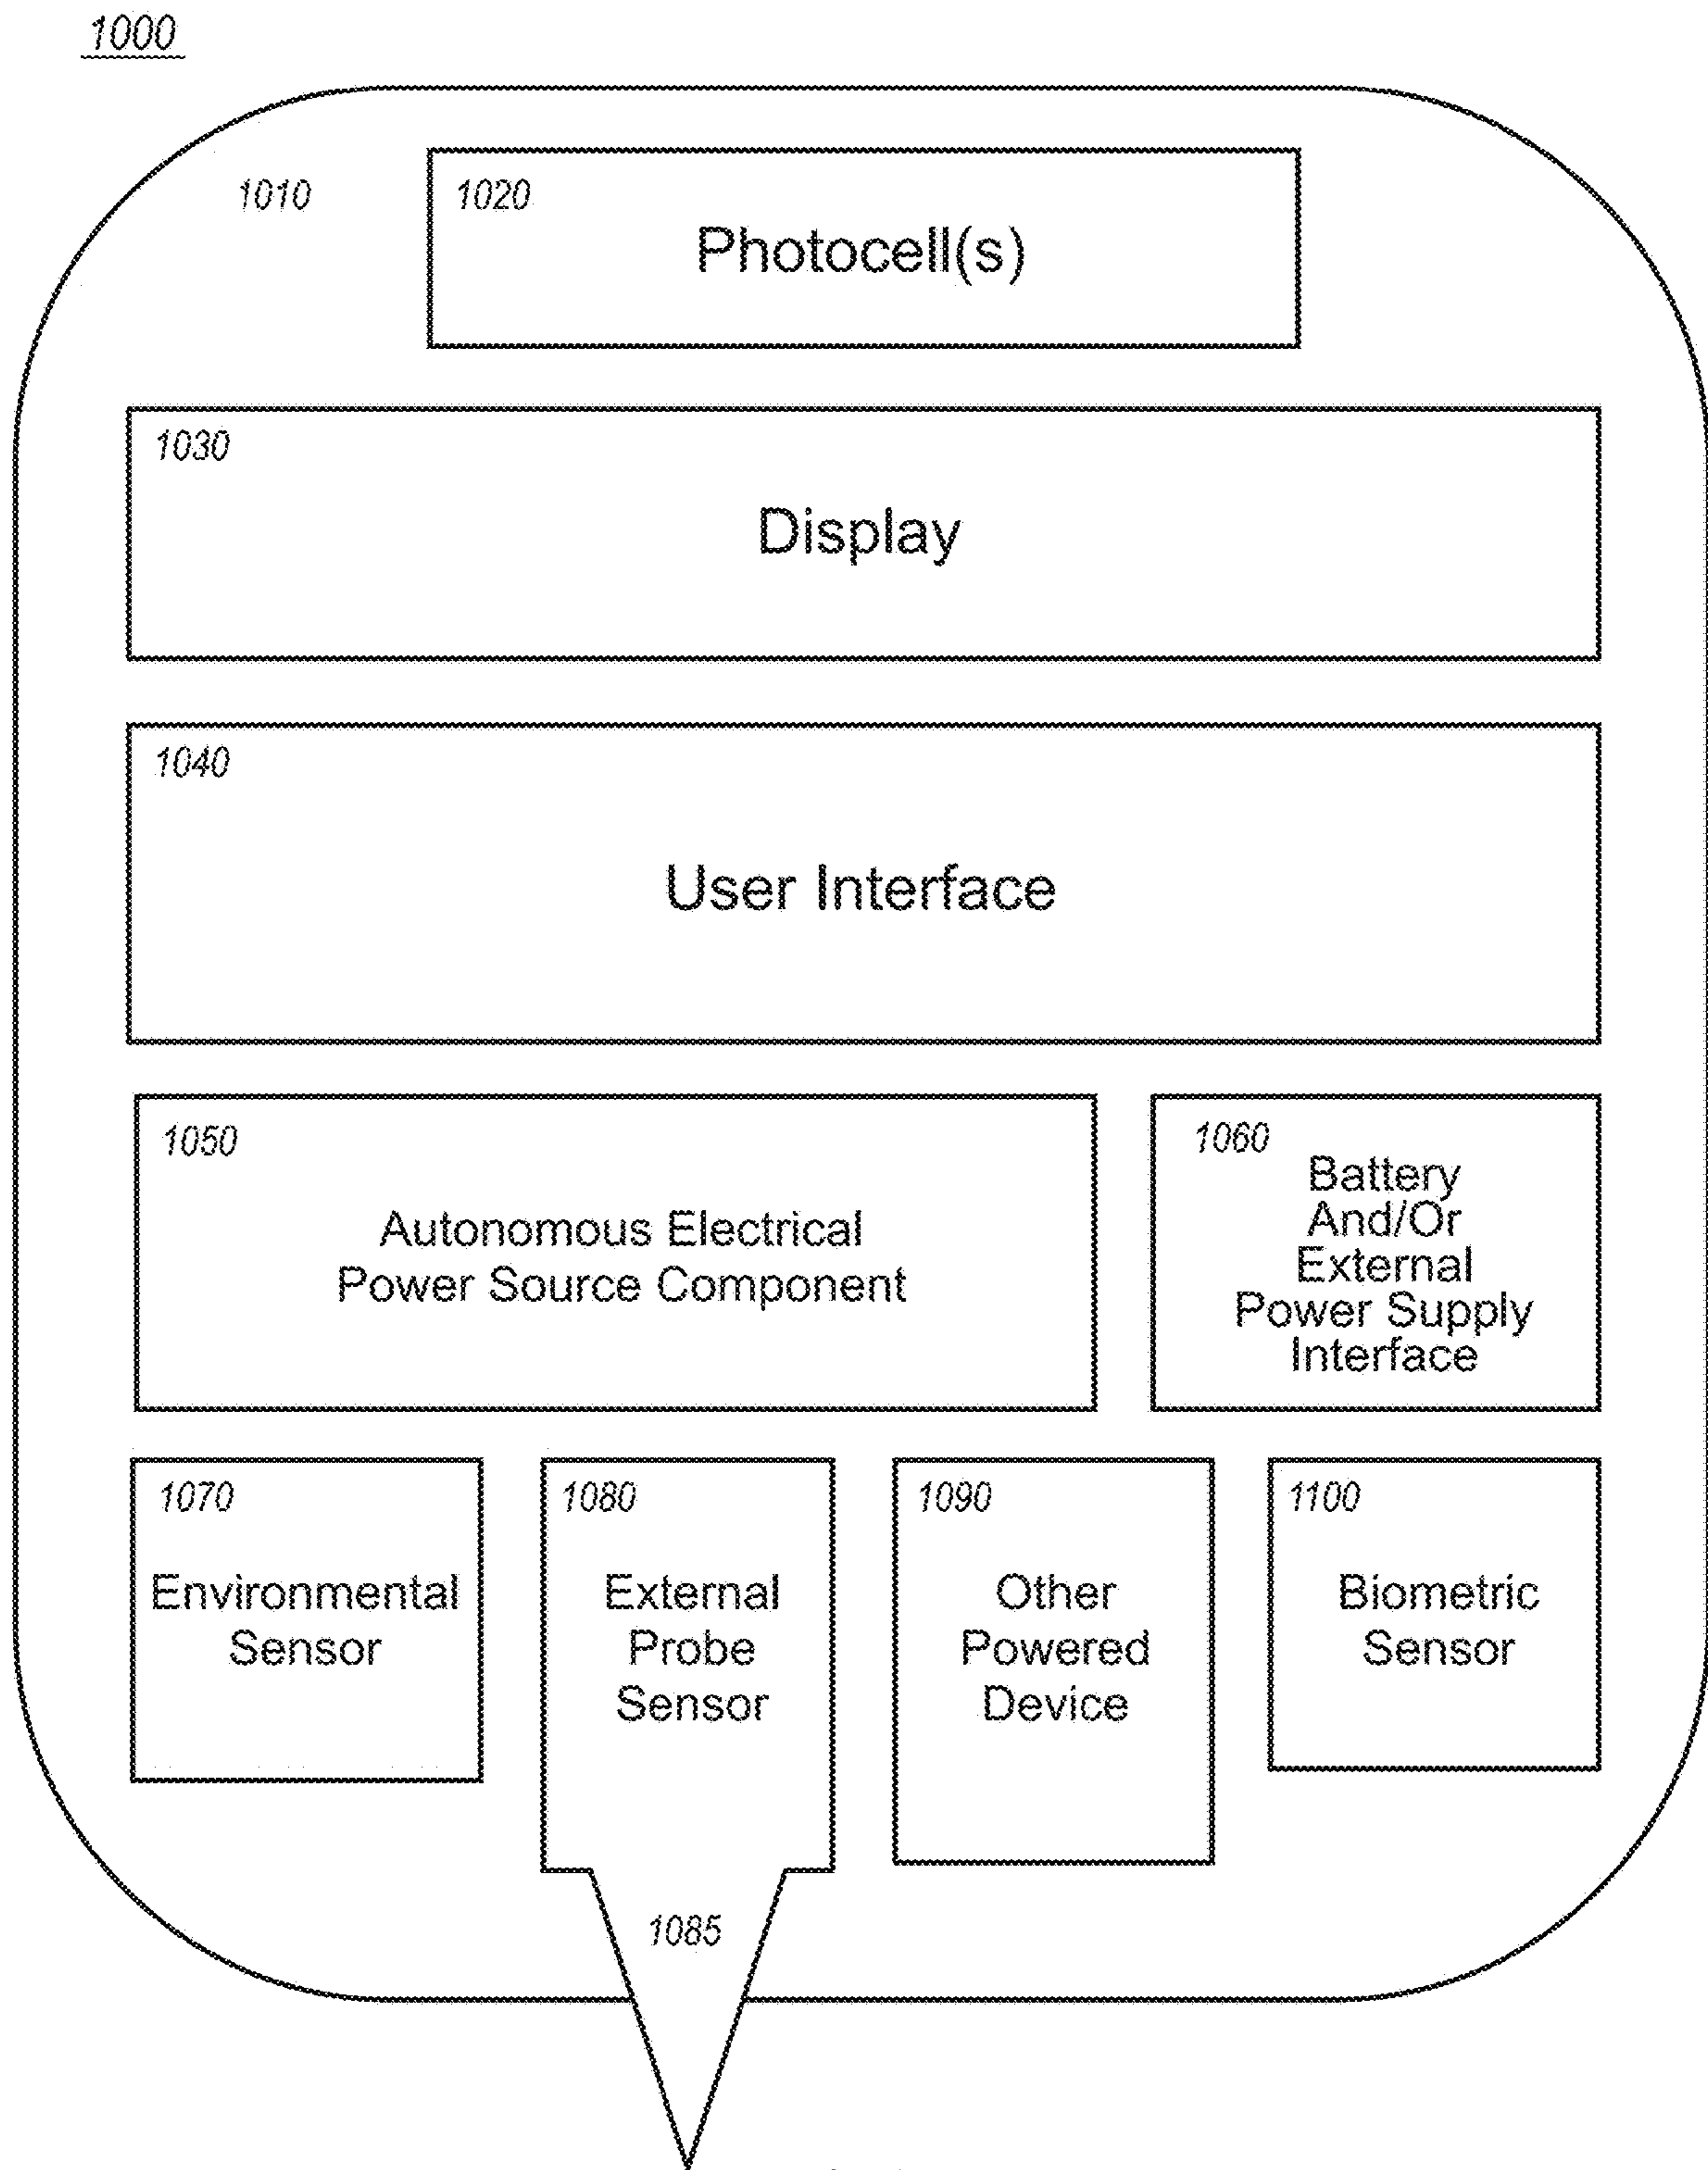 1000
1010
1020
Photocell(s)
1030
Display
1040
User Interface
1050
Autonomous Electrical
Power Source Component
1060
Battery
And/Or
External
Power Supply
Interface
1070
Environmental
Sensor
1080
External
Probe
Sensor
1085
1090
Other
Powered
Device
1100
Biometric
Sensor